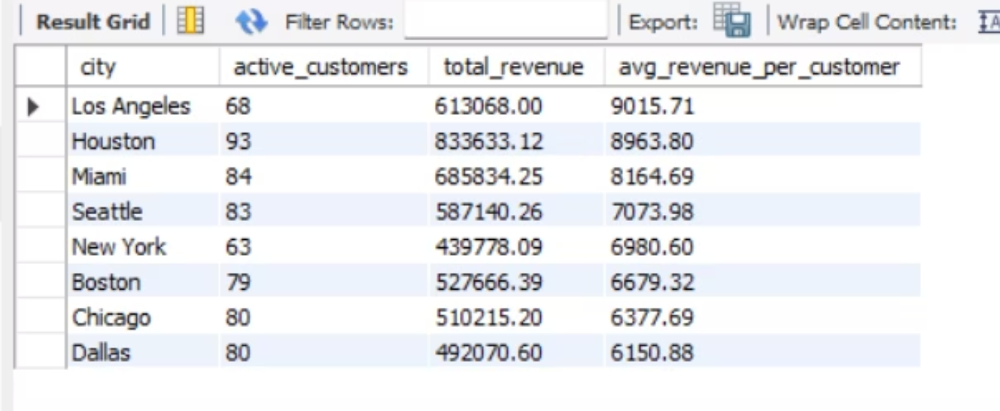 Result Grid Filter Rows: Export: Wrap Cell Content:
city active_customers total_revenue avg_revenue_per_customer
Los Angeles 68 613068.00 9015.71
Houston 93 833633.12 8963.80
Miami 84 685834.25 8164.69
Seattle 83 587140.26 7073.98
New York 63 439778.09 6980.60
Boston 79 527666.39 6679.32
Chicago 80 510215.20 6377.69
Dallas 80 492070.60 6150.88